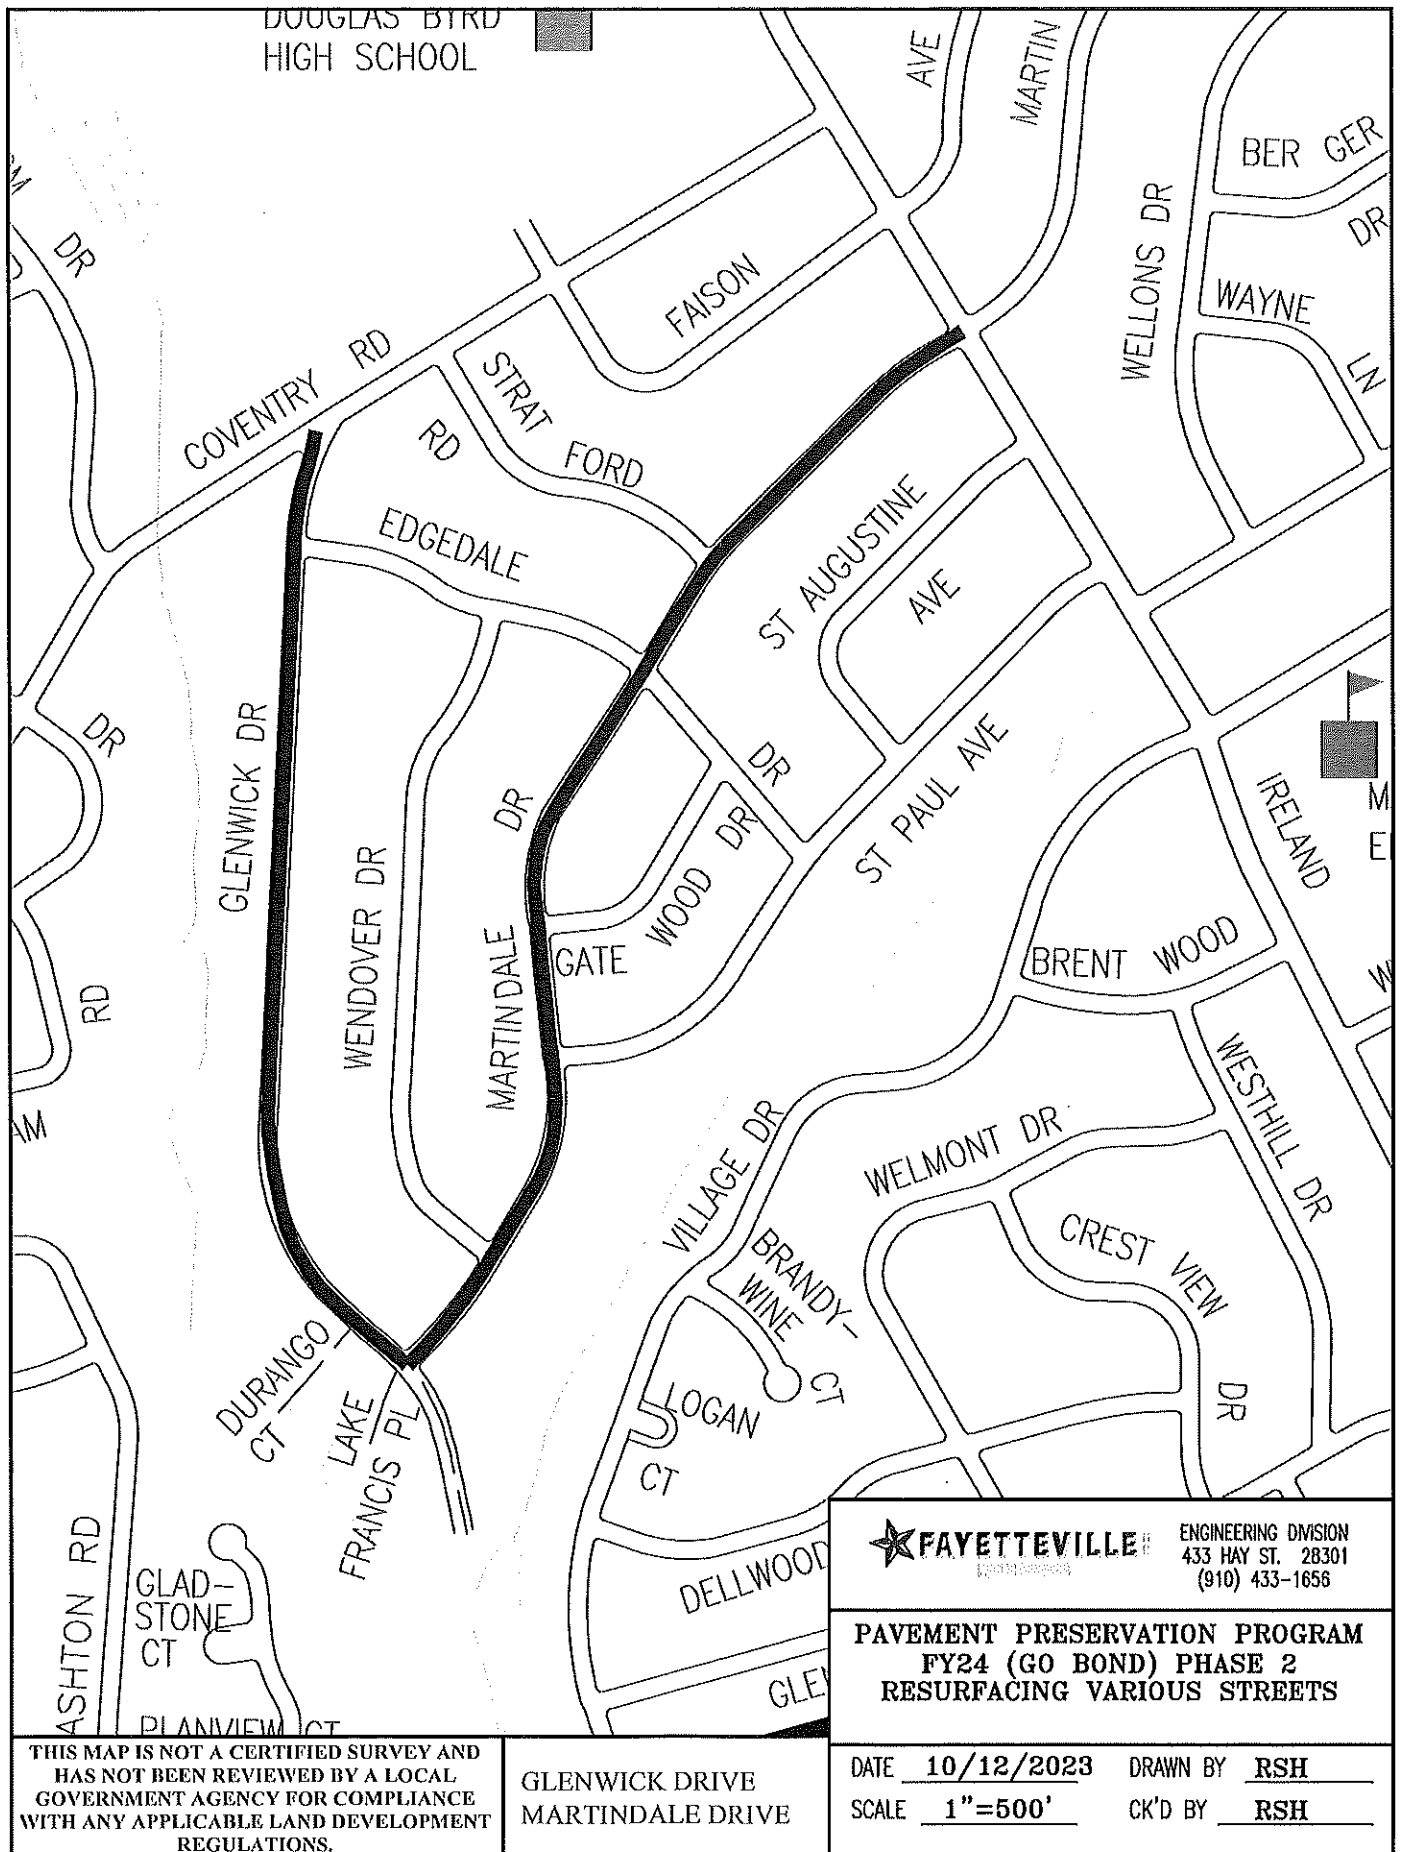 DOUGLAS BYRD
HIGH SCHOOL
AVE
MARTIN
BER GER
DR
WELLONS DR
WAYNE
LN
DR
FAISON
COVENTRY RD
STRAT
FORD
RD
EDGEDALE
ST AUGUSTINE
AVE
DR
GLENWICK DR
WENDOVER DR
MARTINDALE DR
DR
GATE WOOD DR
ST PAUL AVE
IRELAND
M
E
BRENT WOOD
W
RD
AM
WESTHILL DR
VILLAGE DR
WELMONT DR
CREST VIEW
DR
BRANDY-
WINE
CT
LOGAN
CT
DURANGO
CT
LAKE
FRANCIS PL
ASHTON RD
GLAD-
STONE
CT
PLANVIEW CT
DELLWOOD
GLE
FAYETTEVILLE
ENGINEERING DIVISION
433 HAY ST. 28301
(910) 433-1656
PAVEMENT PRESERVATION PROGRAM
FY24 (GO BOND) PHASE 2
RESURFACING VARIOUS STREETS
THIS MAP IS NOT A CERTIFIED SURVEY AND
HAS NOT BEEN REVIEWED BY A LOCAL
GOVERNMENT AGENCY FOR COMPLIANCE
WITH ANY APPLICABLE LAND DEVELOPMENT
REGULATIONS.
GLENWICK DRIVE
MARTINDALE DRIVE
DATE 10/12/2023 DRAWN BY RSH
SCALE 1"=500' CK'D BY RSH